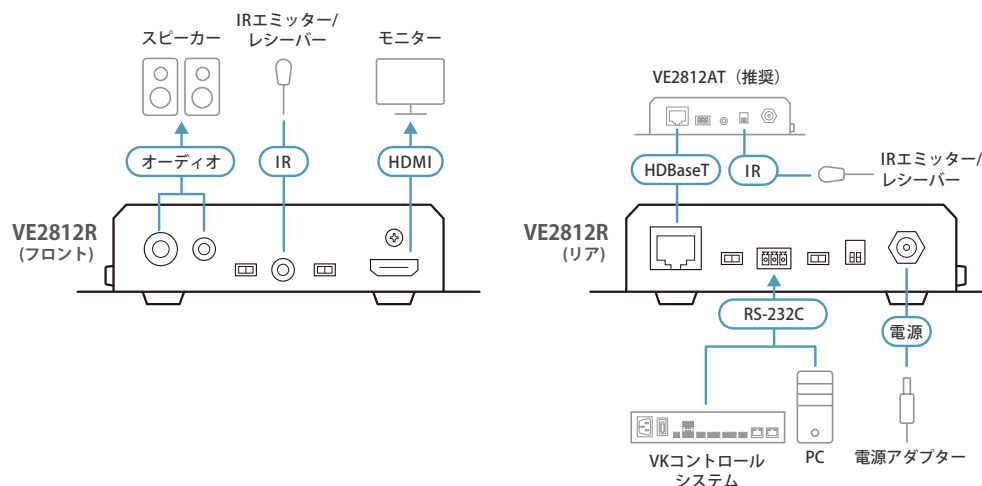 スピーカー
IRエミッター/
レシーバー
モニター
オーディオ
IR
HDMI
VE2812R
(フロント)
VE2812AT（推奨）
HDBaseT
IR
IRエミッター/
レシーバー
VE2812R
(リア)
RS-232C
電源
VKコントロール
システム
PC
電源アダプター